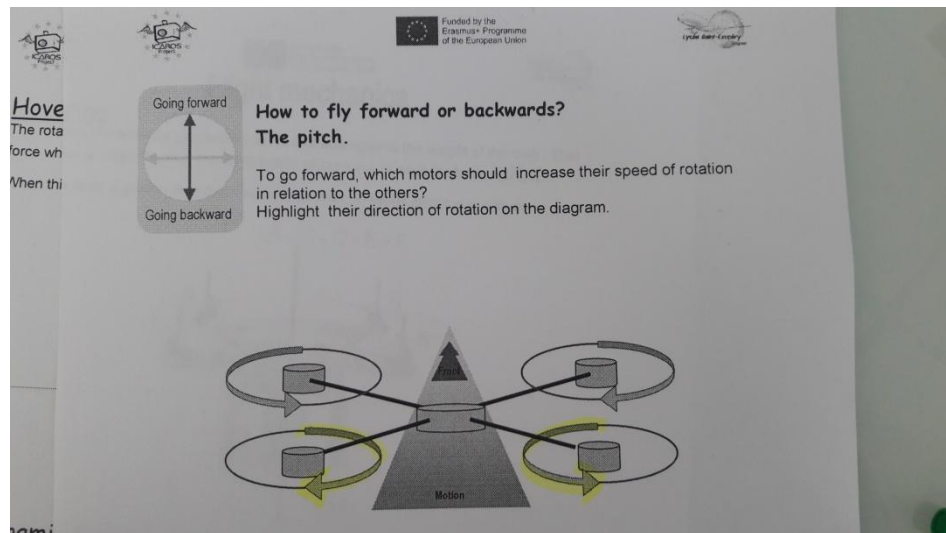 ICAROS
ICAROS
Funded by the
Erasmus+ Programme
of the European Union
Hove
The rota
force wh
When thi
Going forward
Going backward
How to fly forward or backwards?
The pitch.
To go forward, which motors should increase their speed of rotation
in relation to the others?
Highlight their direction of rotation on the diagram.
Front
Motion